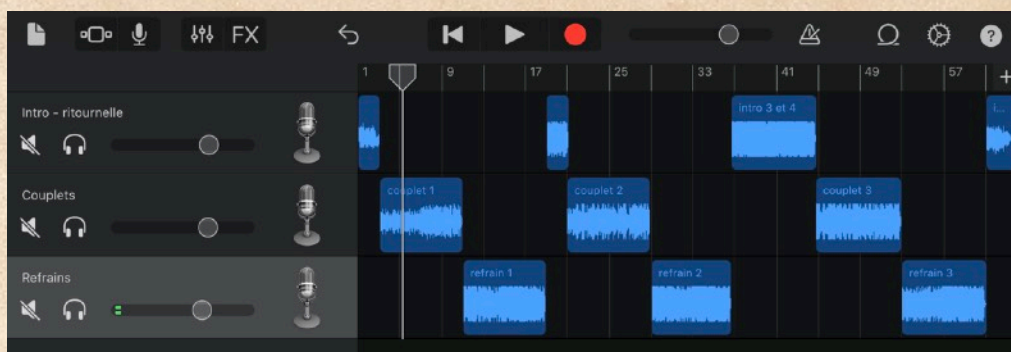 FX
1 9 17 25 33 41 49 57 +
?
Intro - ritournelle
intro 3 et 4
i...
Couplets
couplet 1
couplet 2
couplet 3
Refrains
refrain 1
refrain 2
refrain 3